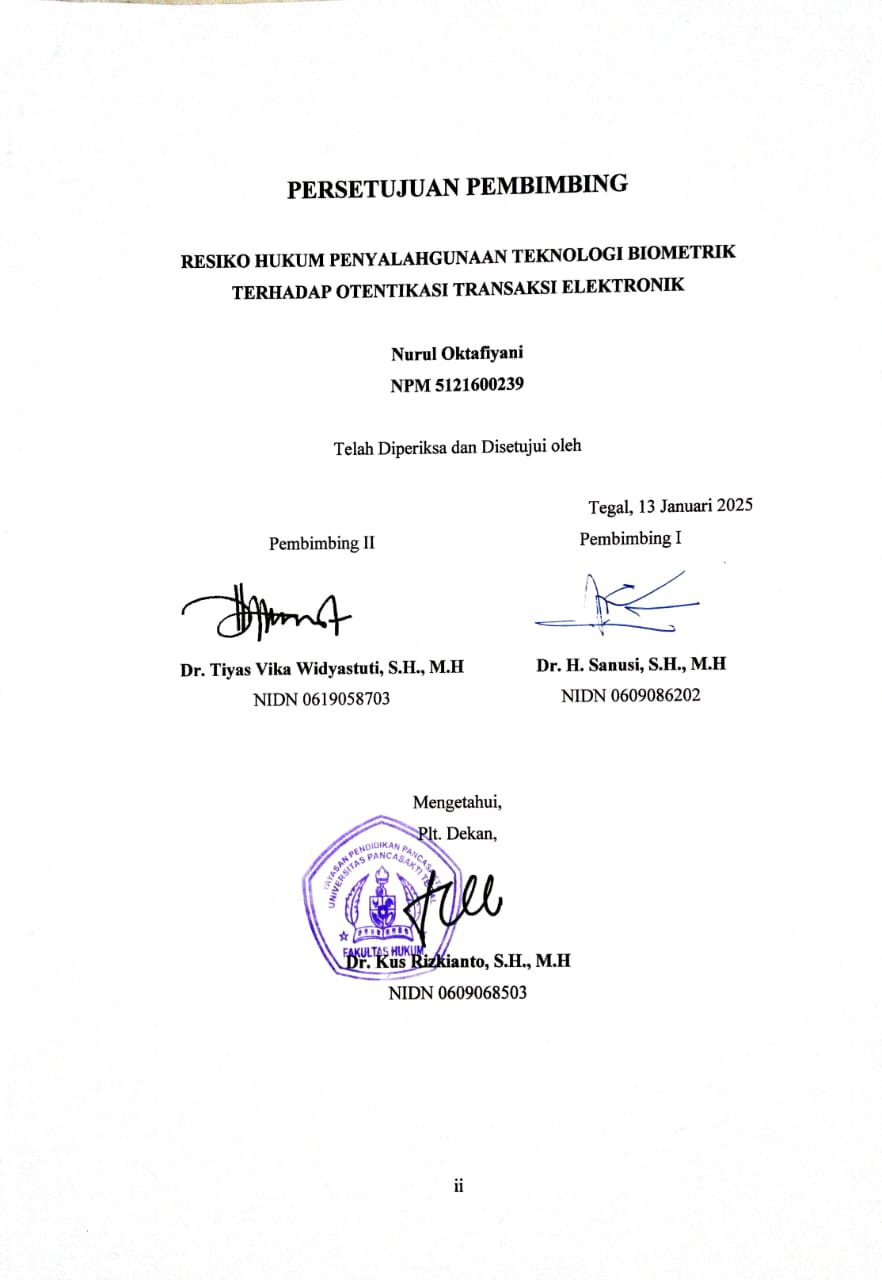 PERSETUJUAN PEMBIMBING
RESIKO HUKUM PENYALAHGUNAAN TEKNOLOGI BIOMETRIK
TERHADAP OTENTIKASI TRANSAKSI ELEKTRONIK
Nurul Oktafiyani
NPM 5121600239
Telah Diperiksa dan Disetujui oleh
Tegal, 13 Januari 2025
Pembimbing II
Pembimbing I
Dr. Tiyas Vika Widyastuti, S.H., M.H
NIDN 0619058703
Dr. H. Sanusi, S.H., M.H
NIDN 0609086202
Mengetahui,
Plt. Dekan,
YAYASAN PENDIDIKAN PANCASAKTI
UNIVERSITAS PANCASAKTI TEGAL
FAKULTAS HUKUM
Dr. Kus Rizkianto, S.H., M.H
NIDN 0609068503
ii